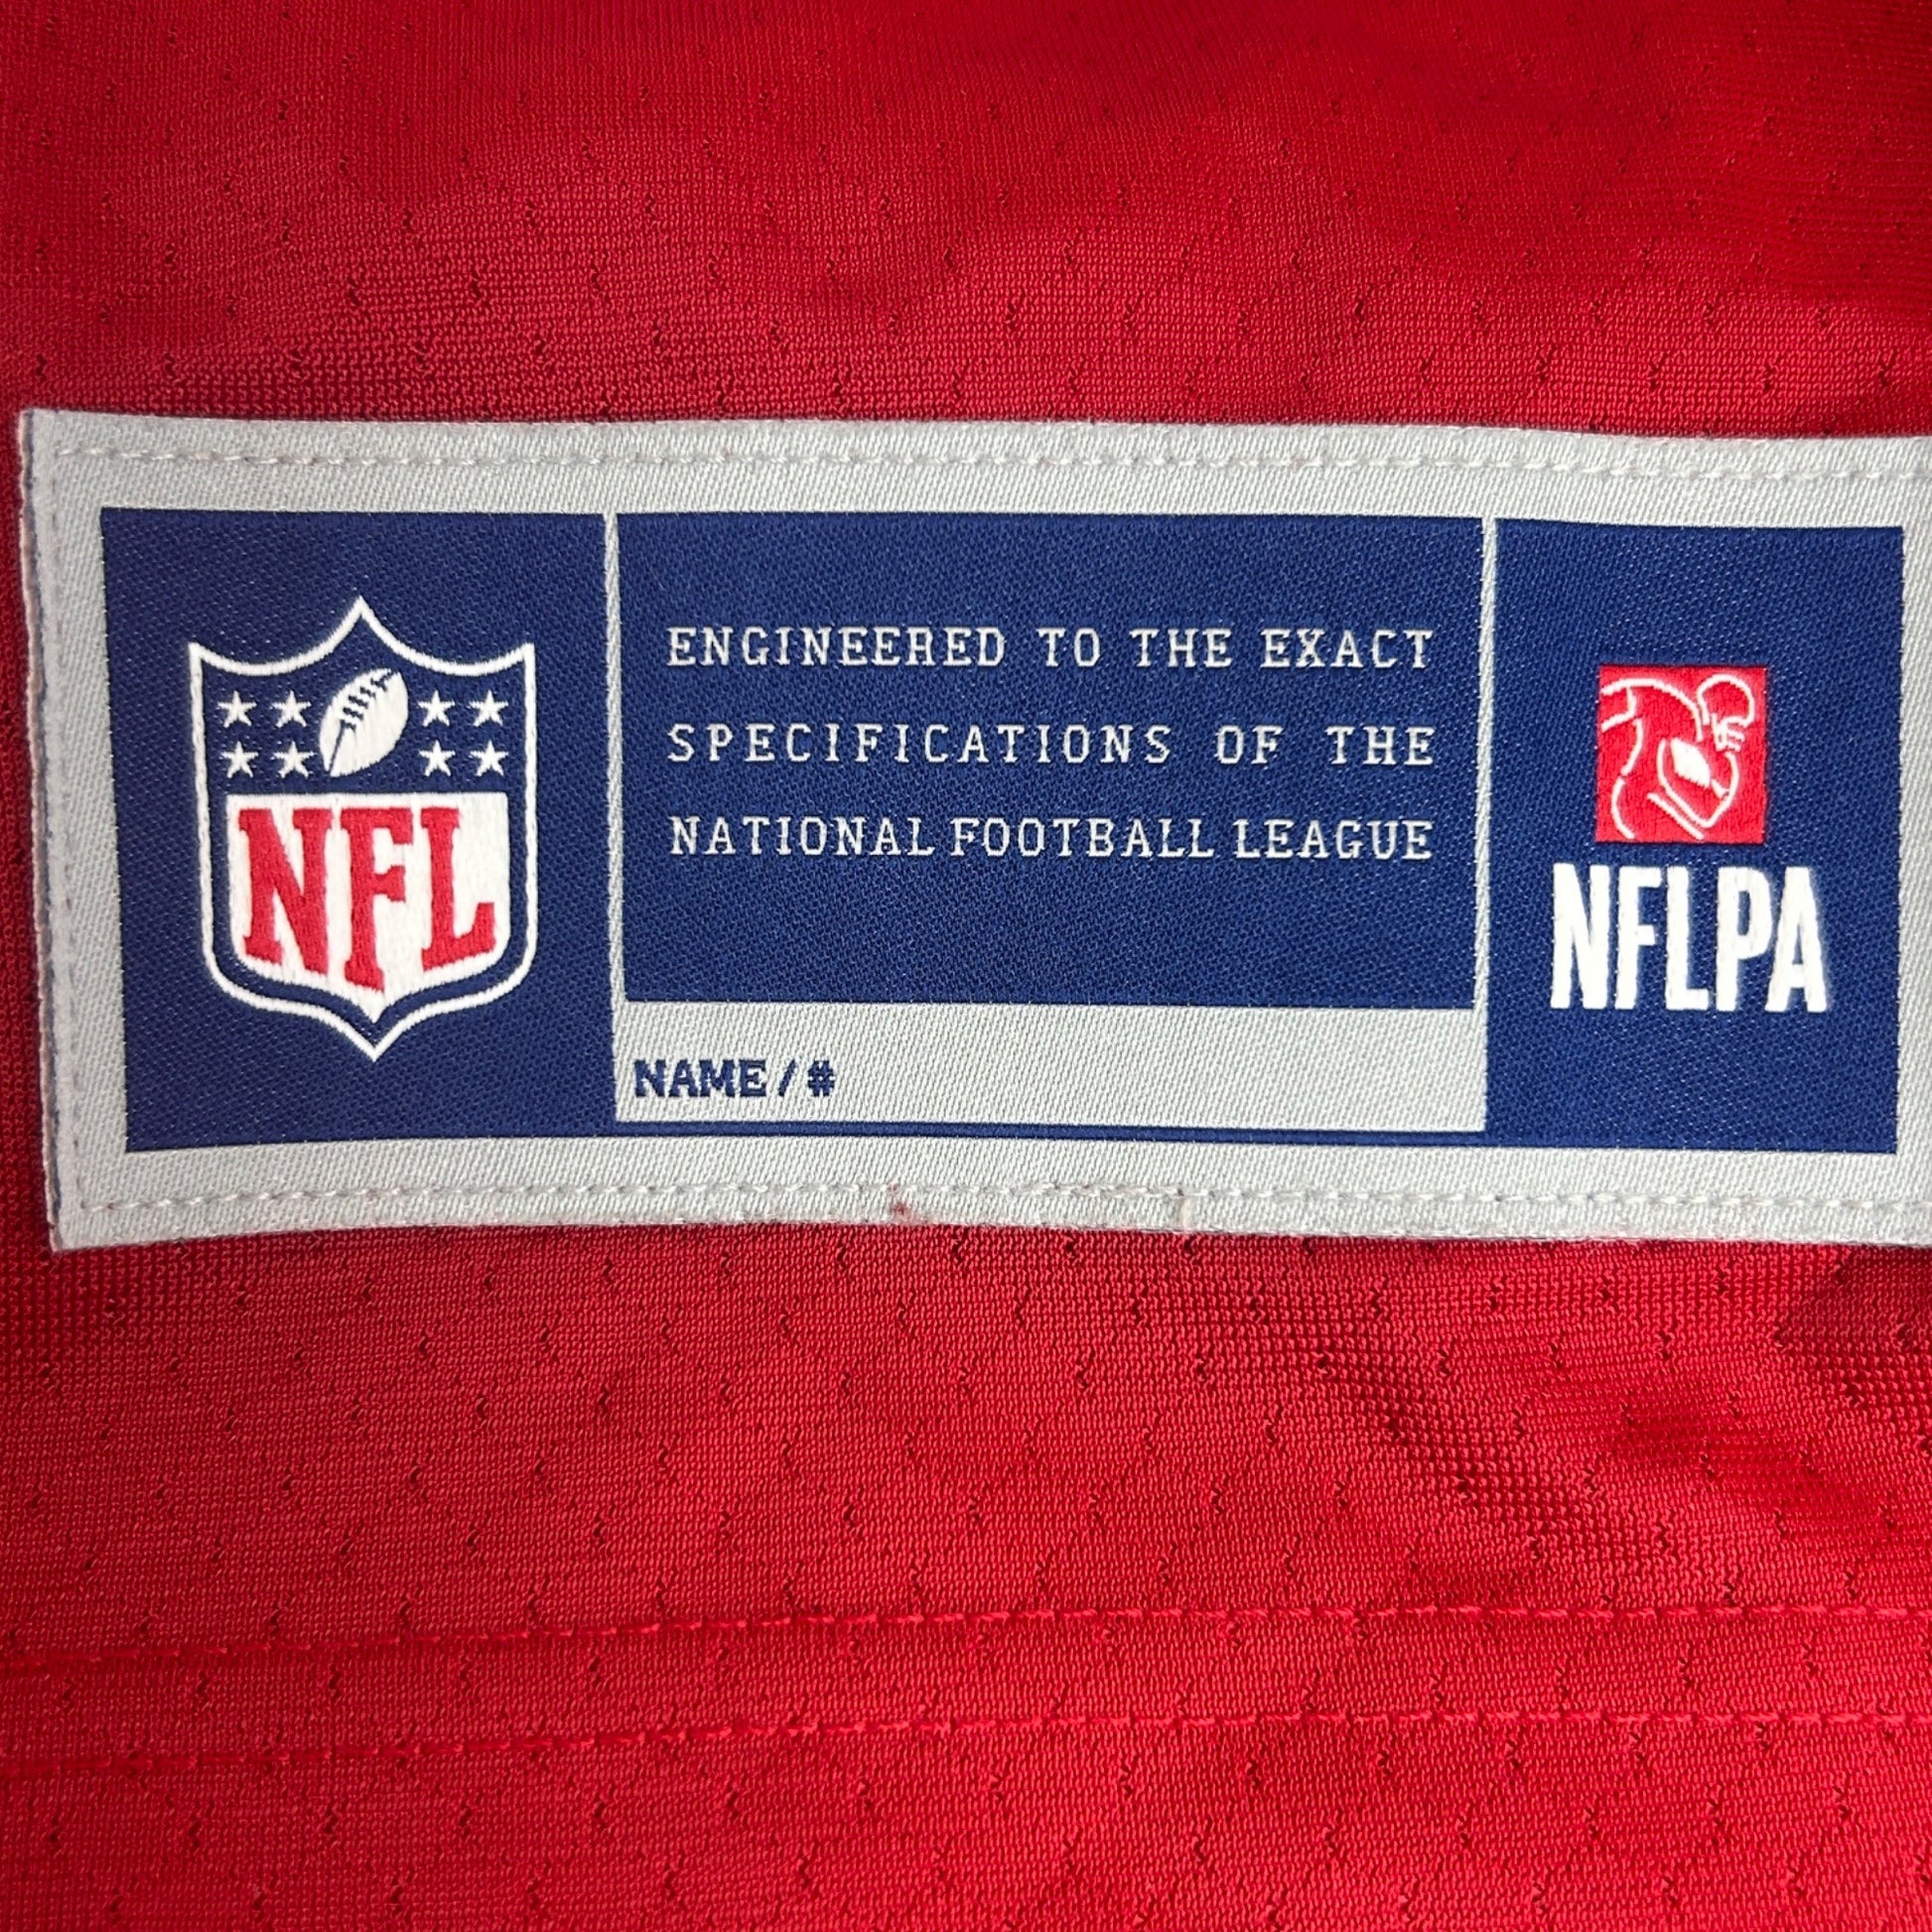 NFL
ENGINEERED TO THE EXACT
SPECIFICATIONS OF THE
NATIONAL FOOTBALL LEAGUE
NAME / #
NFLPA